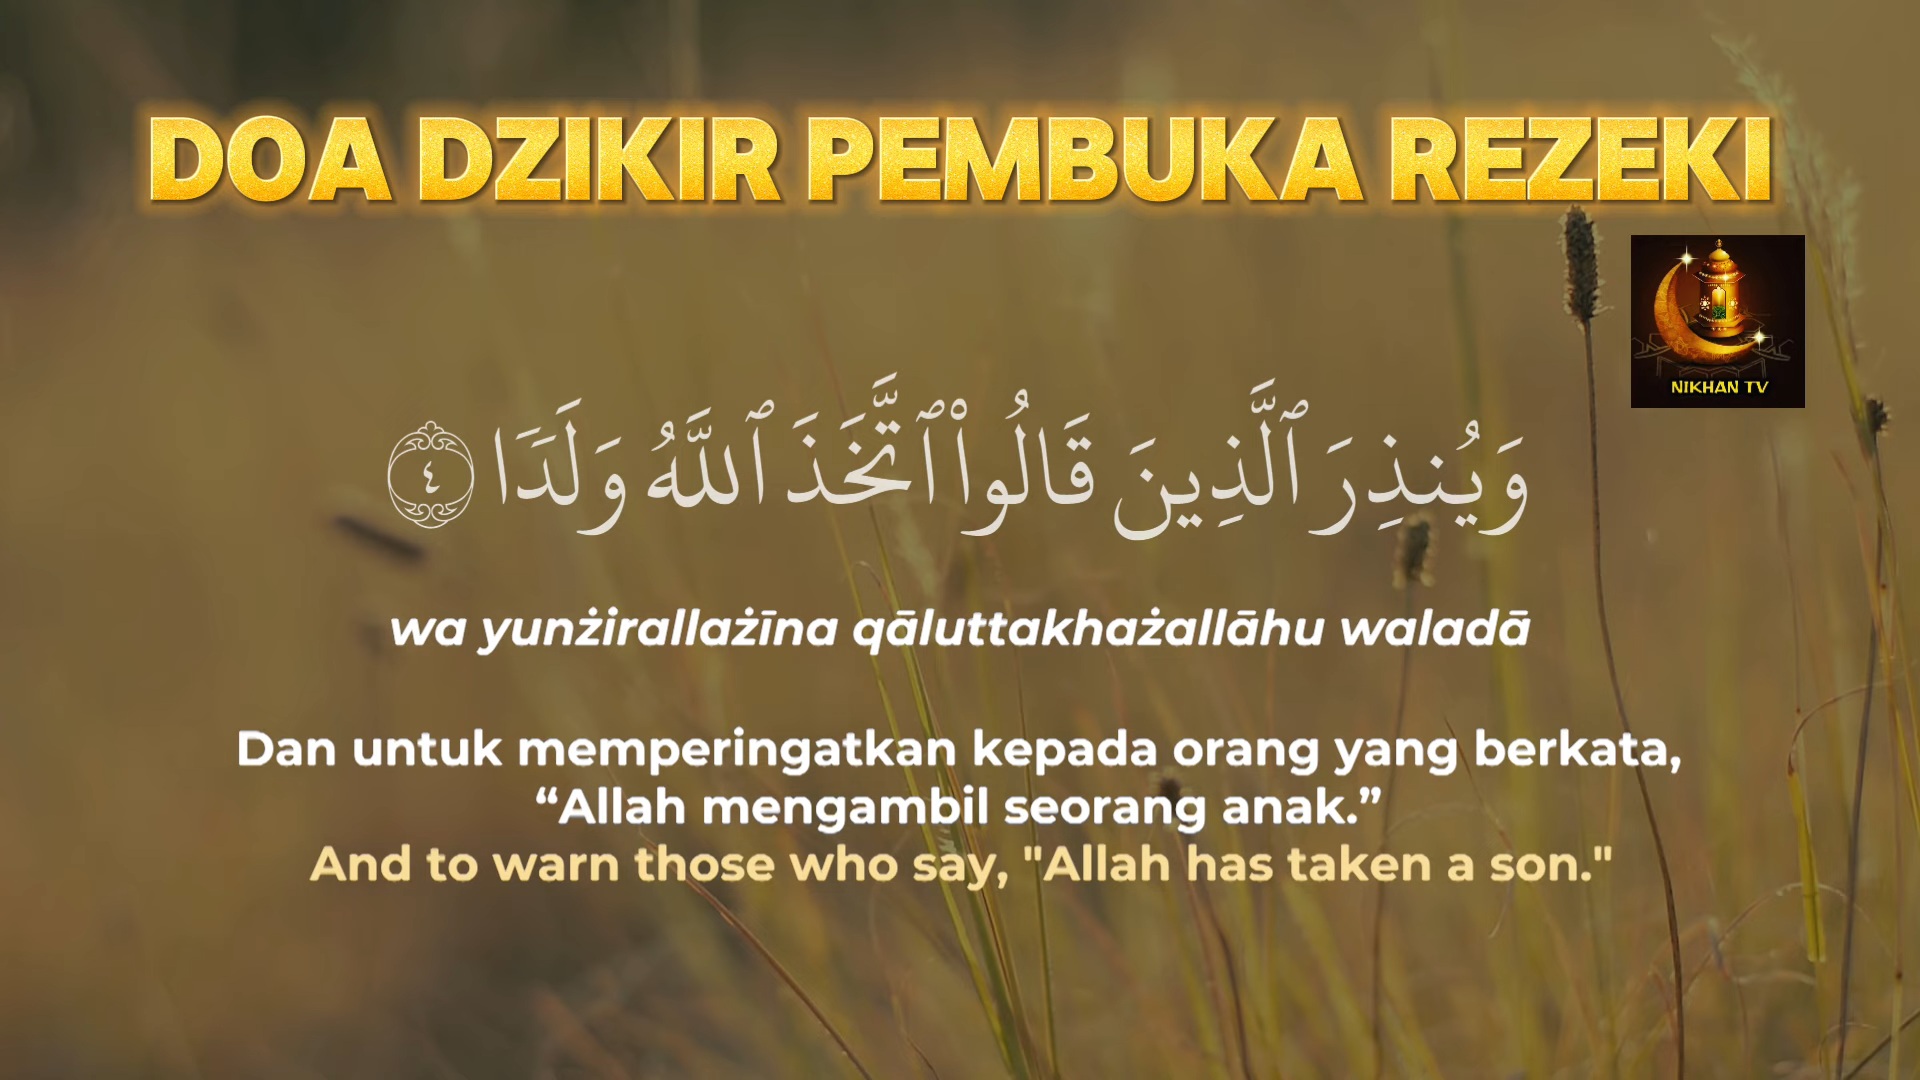 DOA DZIKIR PEMBUKA REZEKI
NIKHAN TV
وَيُنذِرَ ٱلَّذِينَ قَالُوا۟ ٱتَّخَذَ ٱللَّهُ وَلَدًا ٤
wa yunżirallażīna qāluttakhażallāhu waladā
Dan untuk memperingatkan kepada orang yang berkata,
“Allah mengambil seorang anak.”
And to warn those who say, "Allah has taken a son."